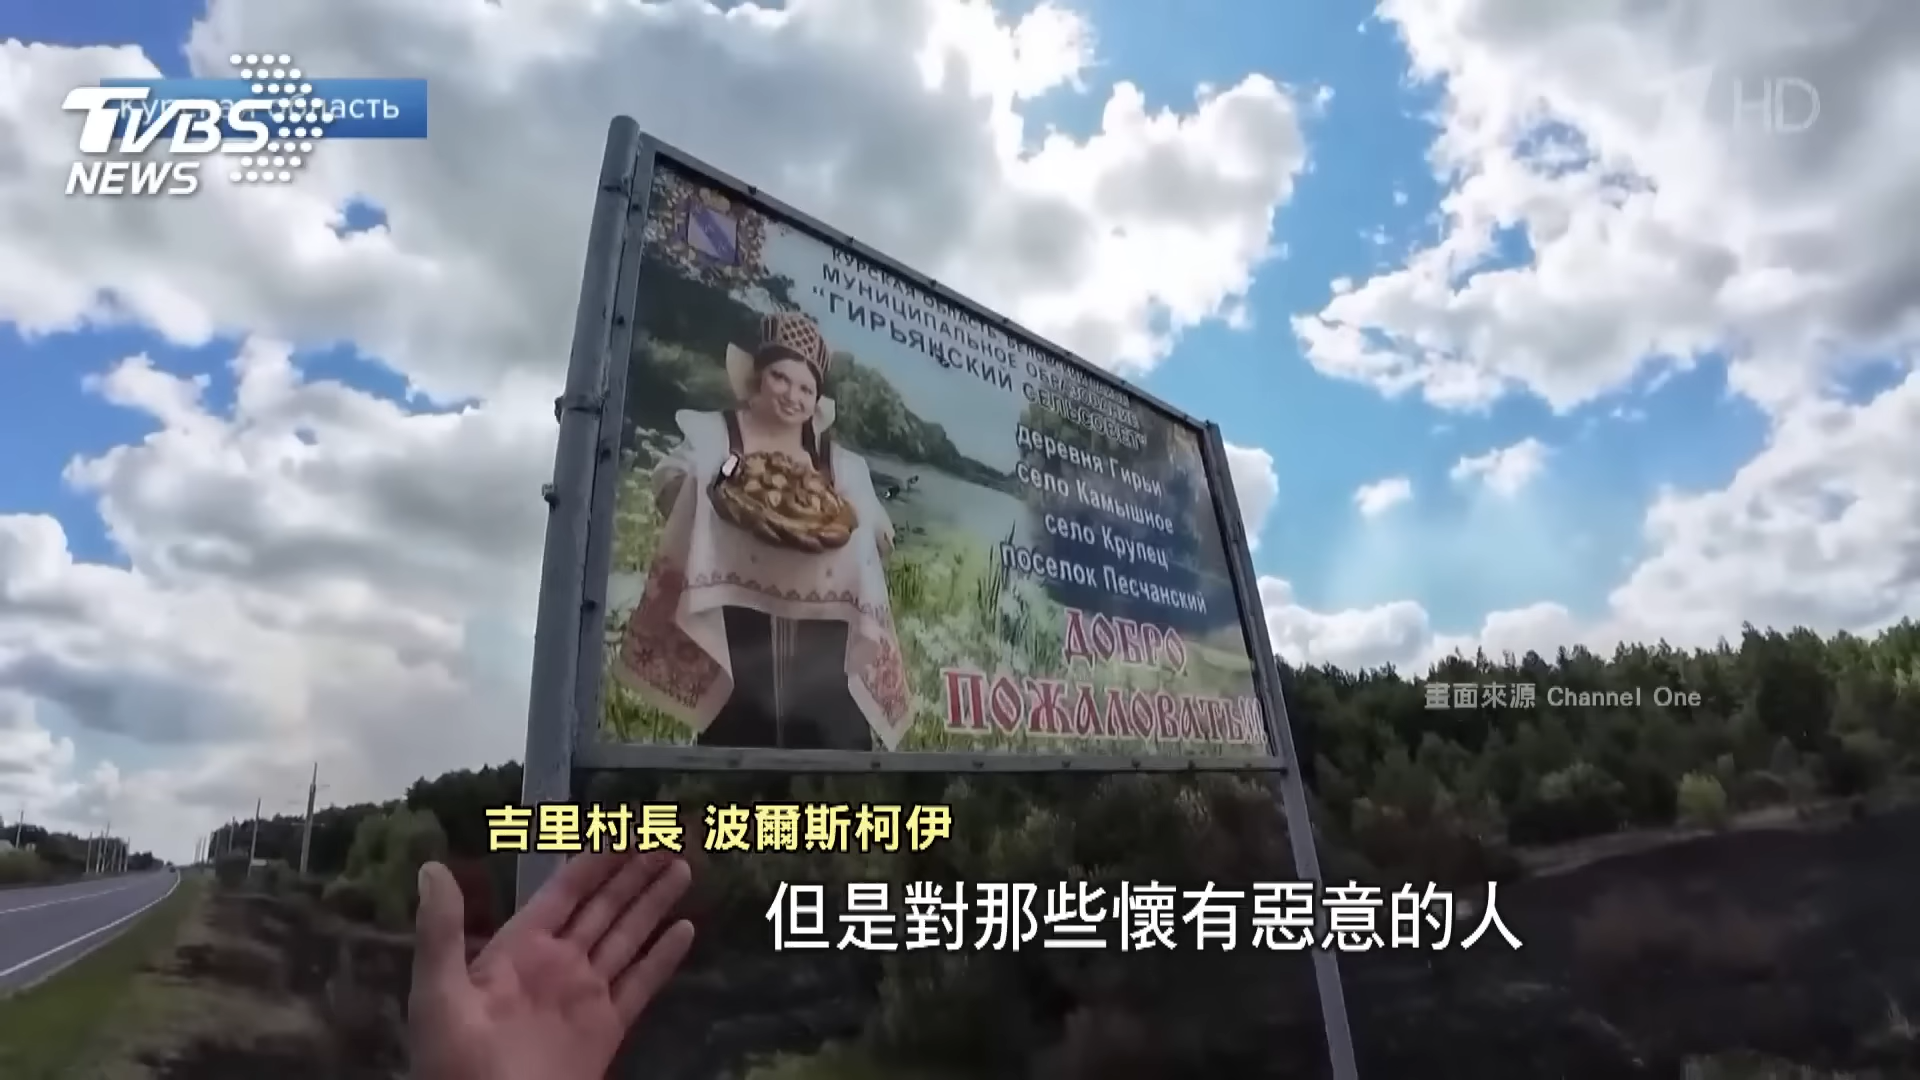 TVBS
NEWS
Курская область
HD
КУРСКАЯ ОБЛАСТЬ, БЕЛОВСКИЙ РАЙОН
МУНИЦИПАЛЬНОЕ ОБРАЗОВАНИЕ
"ГИРЬЯНСКИЙ СЕЛЬСОВЕТ"
деревня Гирьи
село Камышное
село Крупец
поселок Песчанский
ДОБРО
ПОЖАЛОВАТЬ!!!
畫面來源 Channel One
吉里村長 波爾斯柯伊
但是對那些懷有惡意的人